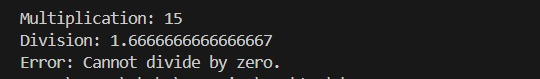 Multiplication: 15
Division: 1.6666666666666667
Error: Cannot divide by zero.